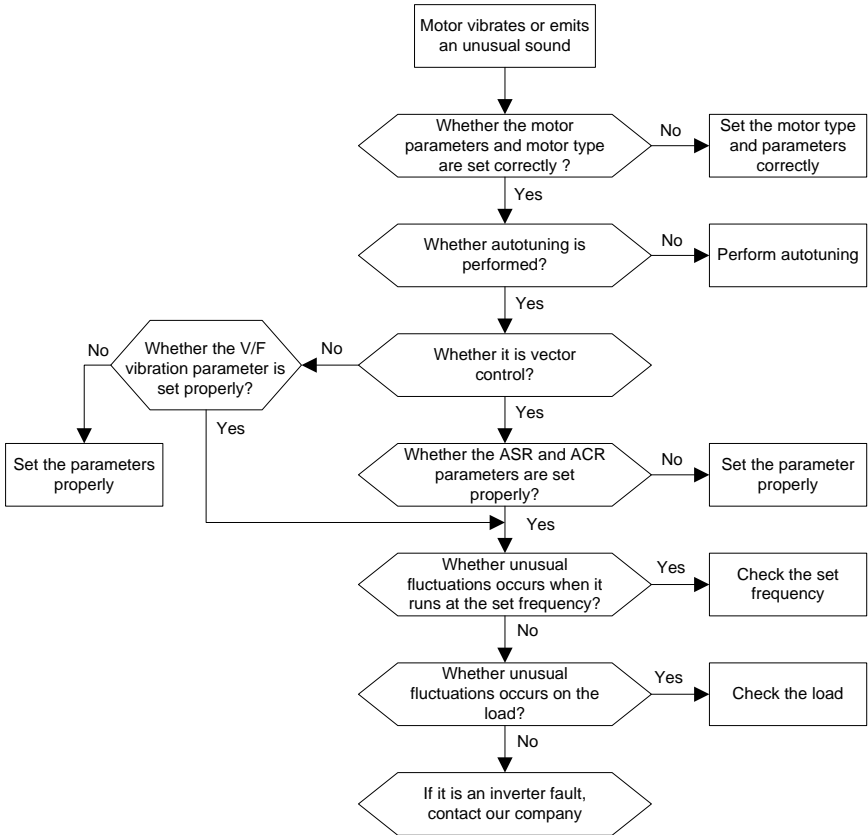 Motor vibrates or emits
an unusual sound
Whether the motor
parameters and motor type
are set correctly ?
No
Set the motor type
and parameters
correctly
Yes
Whether autotuning is
performed?
No
Perform autotuning
Yes
Whether it is vector
control?
No
Whether the V/F
vibration parameter is
set properly?
No
Set the parameters
properly
Yes
Yes
Whether the ASR and ACR
parameters are set
properly?
No
Set the parameter
properly
Yes
Whether unusual
fluctuations occurs when it
runs at the set frequency?
Yes
Check the set
frequency
No
Whether unusual
fluctuations occurs on the
load?
Yes
Check the load
No
If it is an inverter fault,
contact our company